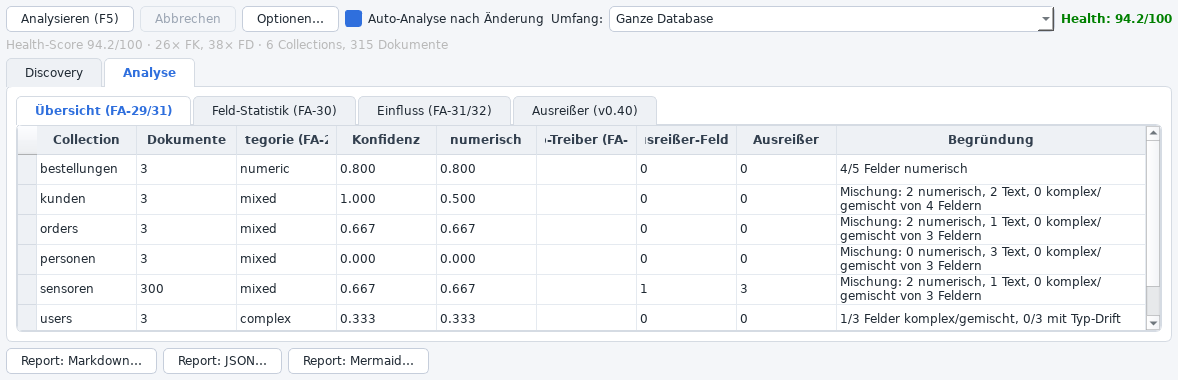 Analysieren (F5) Abbrechen Optionen... Auto-Analyse nach Änderung Umfang: Ganze Database Health: 94.2/100
Health-Score 94.2/100 · 26× FK, 38× FD · 6 Collections, 315 Dokumente
Discovery Analyse
Übersicht (FA-29/31) Feld-Statistik (FA-30) Einfluss (FA-31/32) Ausreißer (v0.40)
Collection Dokumente tegorie (FA-2 Konfidenz numerisch -Treiber (FA- sreißer-Feld Ausreißer Begründung
bestellungen 3 numeric 0.800 0.800 0 0 4/5 Felder numerisch
kunden 3 mixed 1.000 0.500 0 0 Mischung: 2 numerisch, 2 Text, 0 komplex/
gemischt von 4 Feldern
orders 3 mixed 0.667 0.667 0 0 Mischung: 2 numerisch, 1 Text, 0 komplex/
gemischt von 3 Feldern
personen 3 mixed 0.000 0.000 0 0 Mischung: 0 numerisch, 3 Text, 0 komplex/
gemischt von 3 Feldern
sensoren 300 mixed 0.667 0.667 1 3 Mischung: 2 numerisch, 1 Text, 0 komplex/
gemischt von 3 Feldern
users 3 complex 0.333 0.333 0 0 1/3 Felder komplex/gemischt, 0/3 mit Typ-Drift
Report: Markdown... Report: JSON... Report: Mermaid...